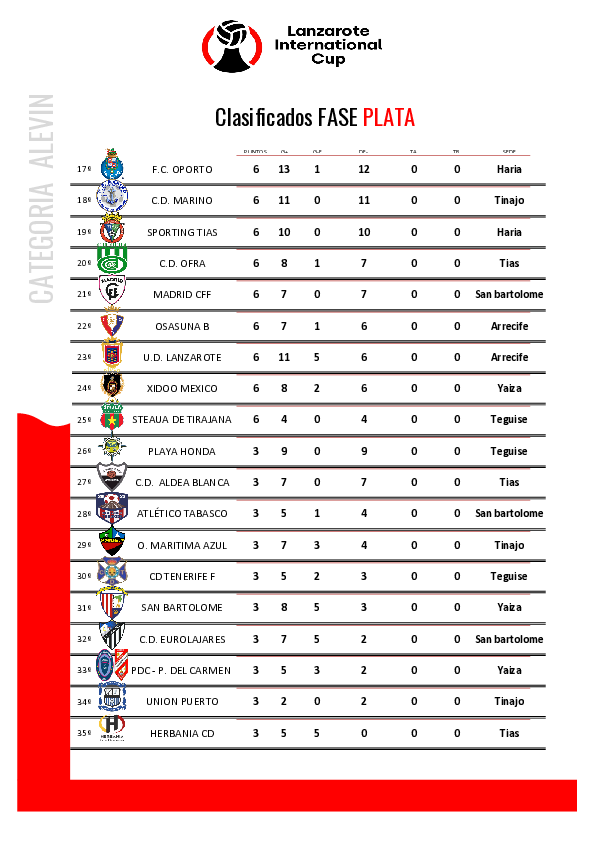 Lanzarote
International
Cup
Clasificados FASE PLATA
CATEGORIA ALEVIN
PUNTOS G+ G-E DE- TA TR SEDE
17º F.C. OPORTO 6 13 1 12 0 0 Haria
18º C.D. MARINO 6 11 0 11 0 0 Tinajo
19º SPORTING TIAS 6 10 0 10 0 0 Haria
20º C.D. OFRA 6 8 1 7 0 0 Tias
21º MADRID CFF 6 7 0 7 0 0 San bartolome
22º OSASUNA B 6 7 1 6 0 0 Arrecife
23º U.D. LANZAROTE 6 11 5 6 0 0 Arrecife
24º XIDOO MEXICO 6 8 2 6 0 0 Yaiza
25º STEAUA DE TIRAJANA 6 4 0 4 0 0 Teguise
26º PLAYA HONDA 3 9 0 9 0 0 Teguise
27º C.D. ALDEA BLANCA 3 7 0 7 0 0 Tias
28º ATLÉTICO TABASCO 3 5 1 4 0 0 San bartolome
29º O. MARITIMA AZUL 3 7 3 4 0 0 Tinajo
30º CD TENERIFE F 3 5 2 3 0 0 Teguise
31º SAN BARTOLOME 3 8 5 3 0 0 Yaiza
32º C.D. EUROLAJARES 3 7 5 2 0 0 San bartolome
33º PDC - P. DEL CARMEN 3 5 3 2 0 0 Yaiza
34º UNION PUERTO 3 2 0 2 0 0 Tinajo
35º HERBANIA CD 3 5 5 0 0 0 Tias